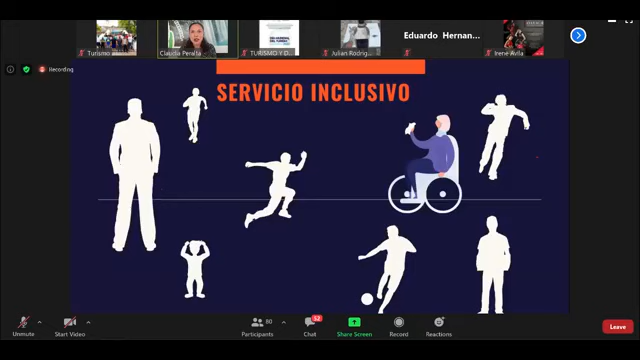 Turismo
Claudia Peralta
TURISMO Y D...
Julian Rodrig...
Eduardo Hernan...
Irene Avila
Recording
SERVICIO INCLUSIVO
Unmute
Start Video
Participants
80
Chat
52
Share Screen
Record
Reactions
Leave